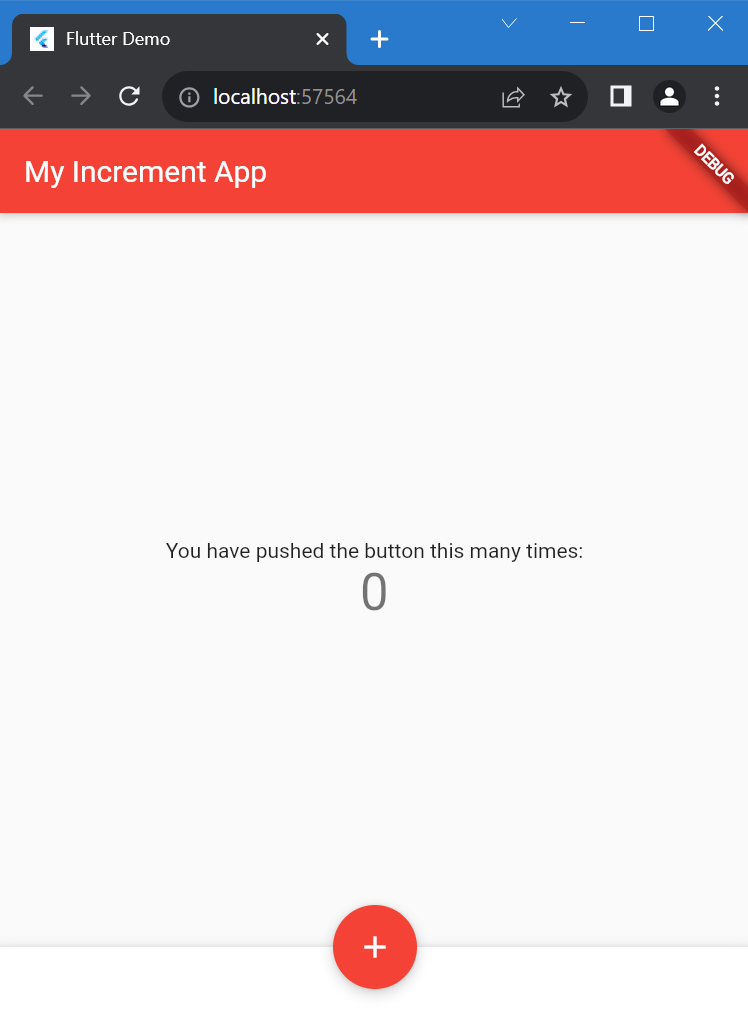 Flutter Demo
localhost:57564
My Increment App
DEBUG
You have pushed the button this many times:
0